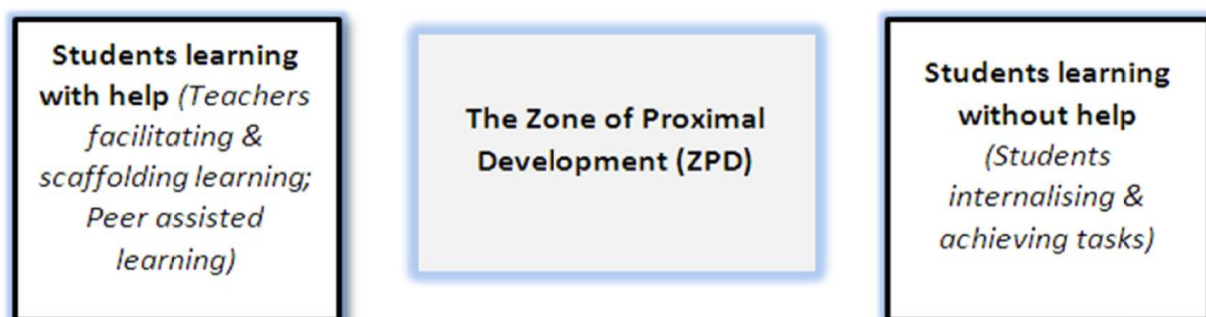 Students learning
with help (Teachers
facilitating &
scaffolding learning;
Peer assisted
learning)
The Zone of Proximal
Development (ZPD)
Students learning
without help
(Students
internalising &
achieving tasks)